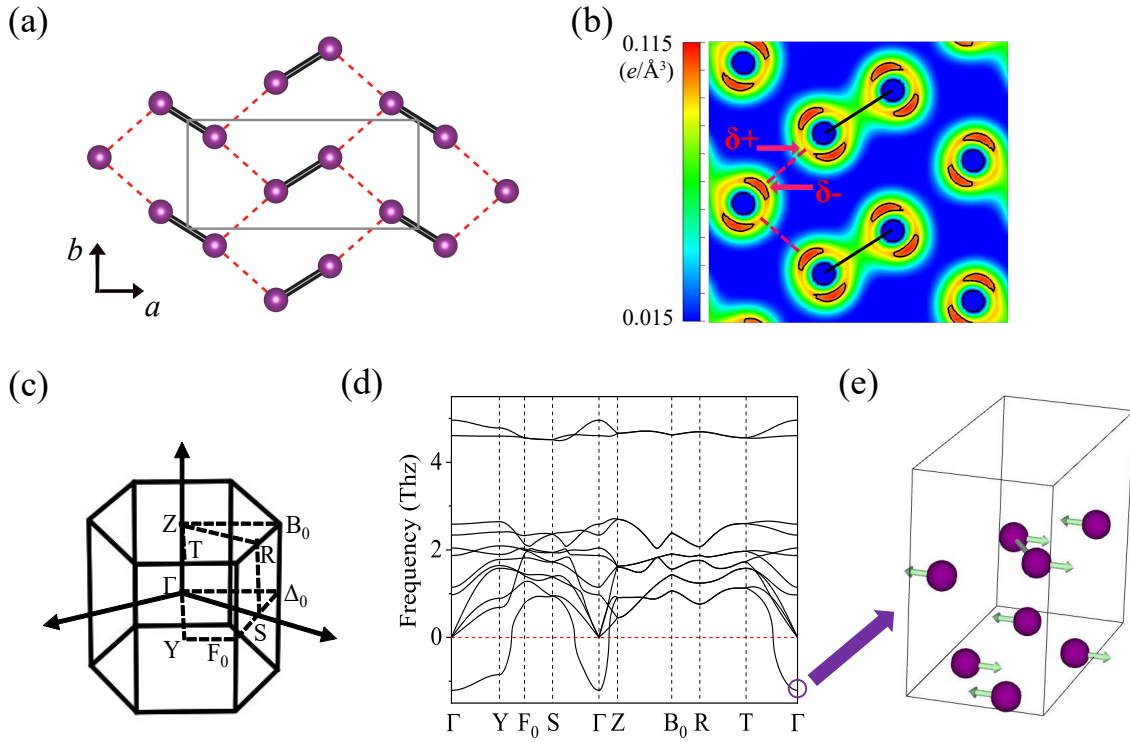 (a)
b
a
(b)
0.115
(e/Å³)
0.015
δ+
δ-
(c)
Z
B₀
R
T
Γ
Δ₀
S
Y
F₀
(d)
Frequency (Thz)
4
2
0
Γ Y F₀ S Γ Z B₀ R T Γ
(e)